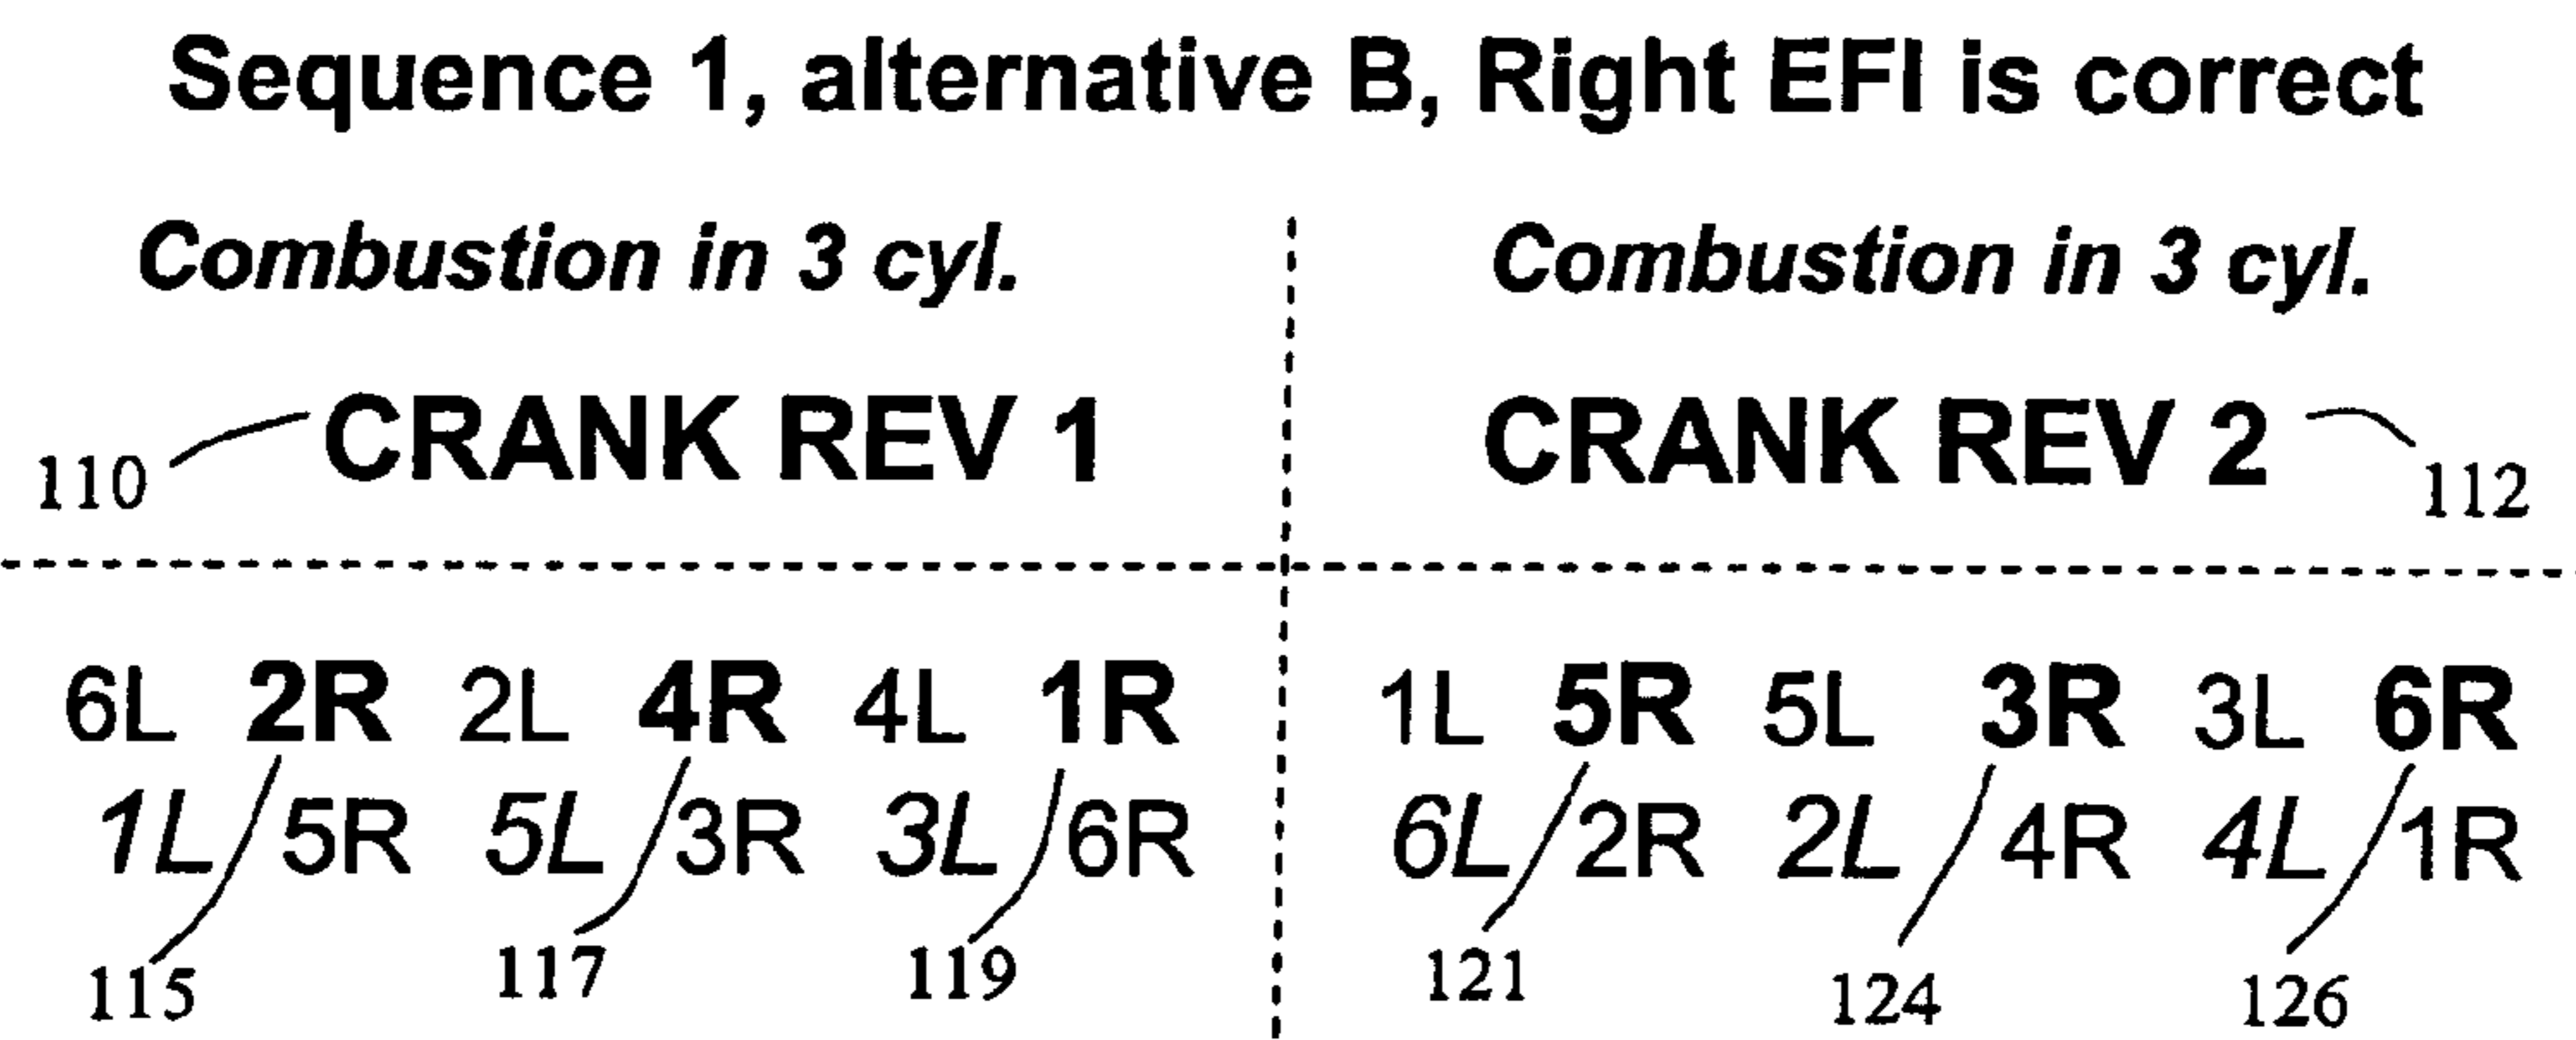 Sequence 1, alternative B, Right EFI is correct
Combustion in 3 cyl. Combustion in 3 cyl.
110 CRANK REV 1 CRANK REV 2 112
6L 2R 2L 4R 4L 1R 1L 5R 5L 3R 3L 6R
1L 5R 5L 3R 3L 6R 6L 2R 2L 4R 4L 1R
115 117 119 121 124 126